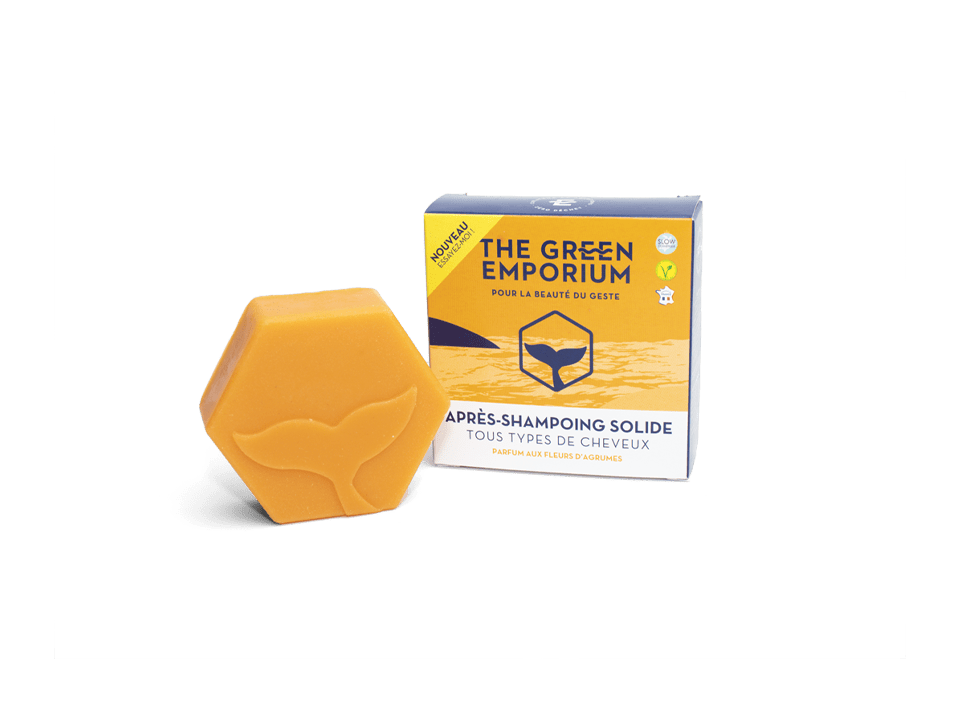 NOUVEAU
ESSAYEZ-MOI !
THE GREEN
EMPORIUM
POUR LA BEAUTÉ DU GESTE
SLOW
V
APRÈS-SHAMPOING SOLIDE
TOUS TYPES DE CHEVEUX
PARFUM AUX FLEURS D'AGRUMES